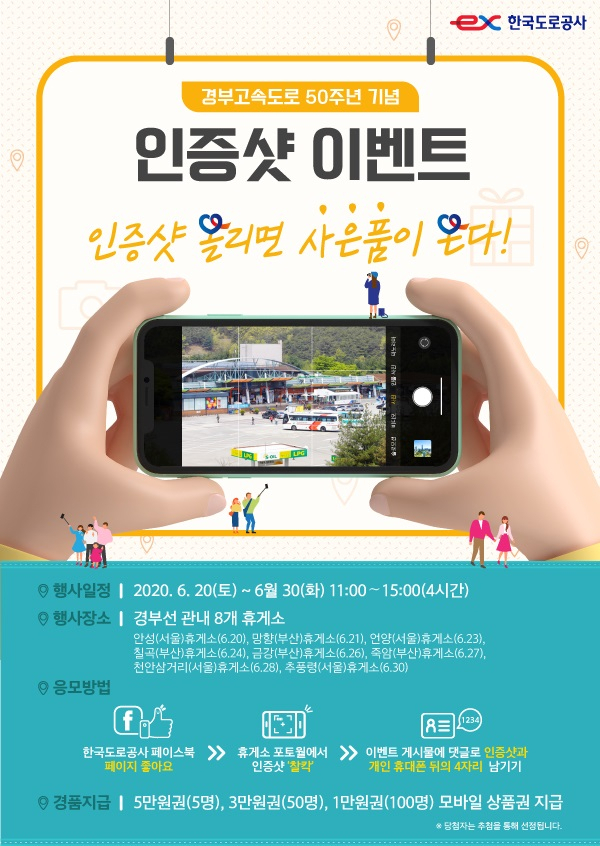 ex 한국도로공사
경부고속도로 50주년 기념
인증샷 이벤트
인증샷 올리면 사은품이 온다!
LPG S-OIL LPG
행사일정 | 2020. 6. 20(토) ~ 6월 30(화) 11:00 ~ 15:00(4시간)
행사장소 | 경부선 관내 8개 휴게소
안성(서울)휴게소(6.20), 망향(부산)휴게소(6.21), 언양(서울)휴게소(6.23),
칠곡(부산)휴게소(6.24), 금강(부산)휴게소(6.26), 죽암(부산)휴게소(6.27),
천안삼거리(서울)휴게소(6.28), 추풍령(서울)휴게소(6.30)
응모방법
f
1234
한국도로공사 페이스북
페이지 좋아요
휴게소 포토월에서
인증샷 '찰칵'
이벤트 게시물에 댓글로 인증샷과
개인 휴대폰 뒤의 4자리 남기기
경품지급 | 5만원권(5명), 3만원권(50명), 1만원권(100명) 모바일 상품권 지급
※ 당첨자는 추첨을 통해 선정됩니다.